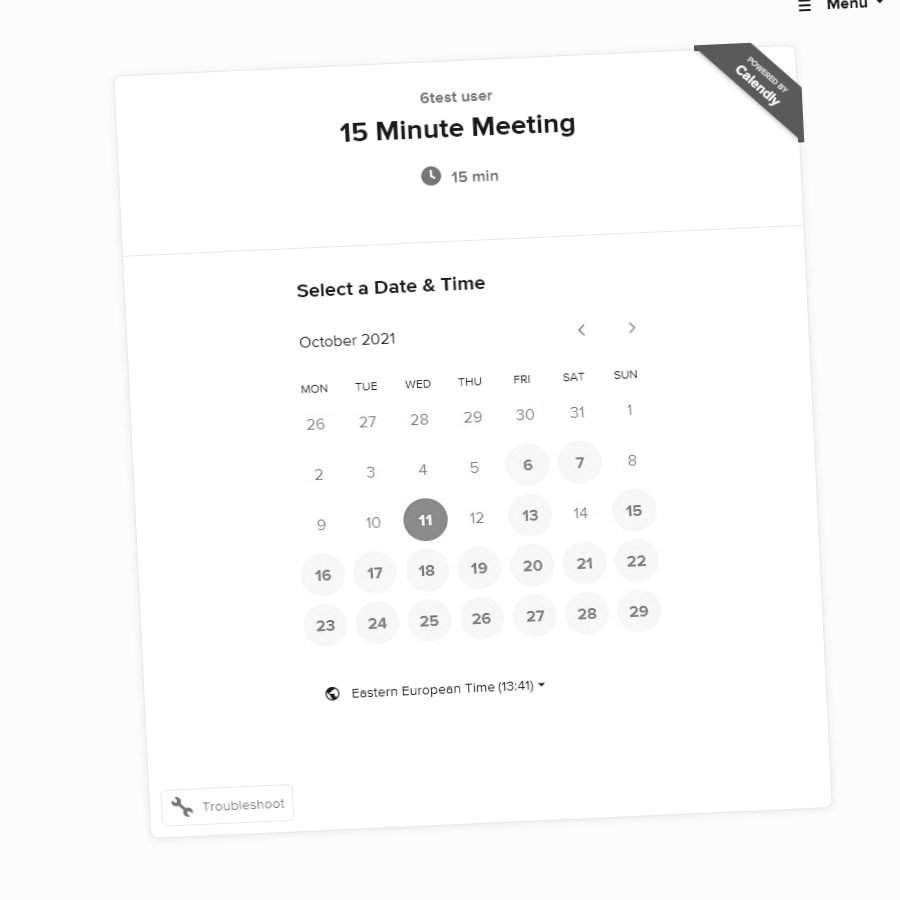 Menu
POWERED BY
Calendly
6test user
15 Minute Meeting
15 min
Select a Date & Time
October 2021
MON TUE WED THU FRI SAT SUN
26 27 28 29 30 31 1
2 3 4 5 6 7 8
9 10 11 12 13 14 15
16 17 18 19 20 21 22
23 24 25 26 27 28 29
Eastern European Time (13:41)
Troubleshoot